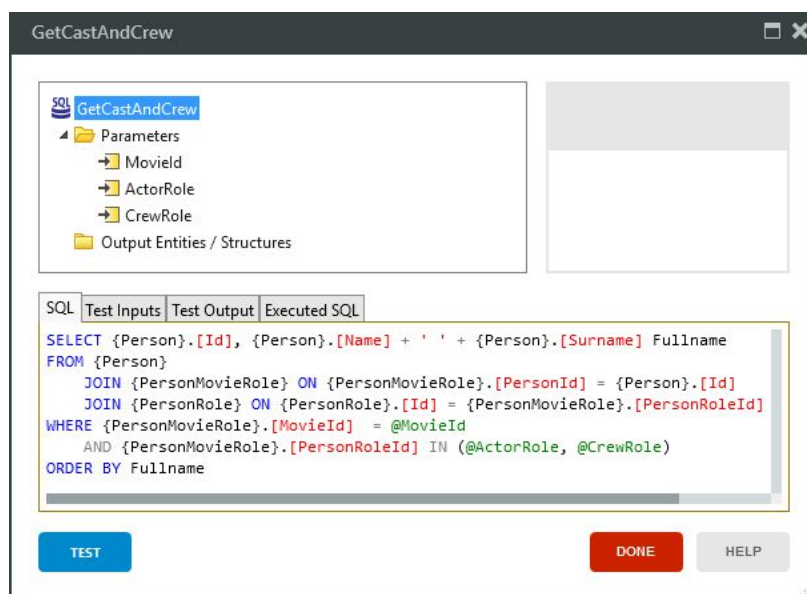 GetCastAndCrew
SQL GetCastAndCrew
Parameters
MovieId
ActorRole
CrewRole
Output Entities / Structures
SQL Test Inputs Test Output Executed SQL
SELECT {Person}.[Id], {Person}.[Name] + ' ' + {Person}.[Surname] Fullname
FROM {Person}
JOIN {PersonMovieRole} ON {PersonMovieRole}.[PersonId] = {Person}.[Id]
JOIN {PersonRole} ON {PersonRole}.[Id] = {PersonMovieRole}.[PersonRoleId]
WHERE {PersonMovieRole}.[MovieId] = @MovieId
AND {PersonMovieRole}.[PersonRoleId] IN (@ActorRole, @CrewRole)
ORDER BY Fullname
TEST DONE HELP